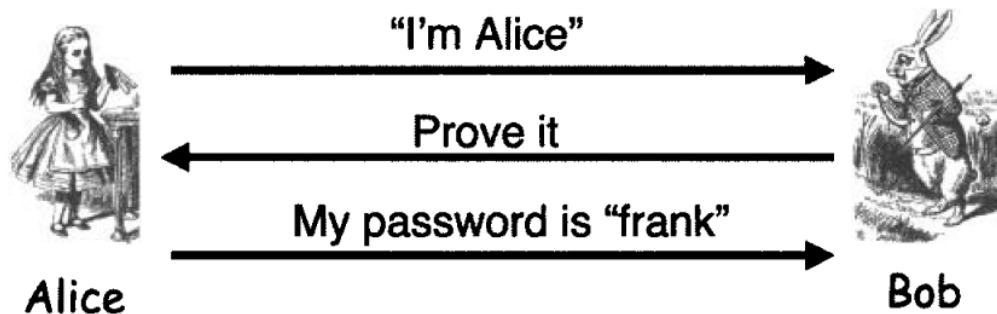 “I’m Alice”
Prove it
My password is “frank”
Alice
Bob